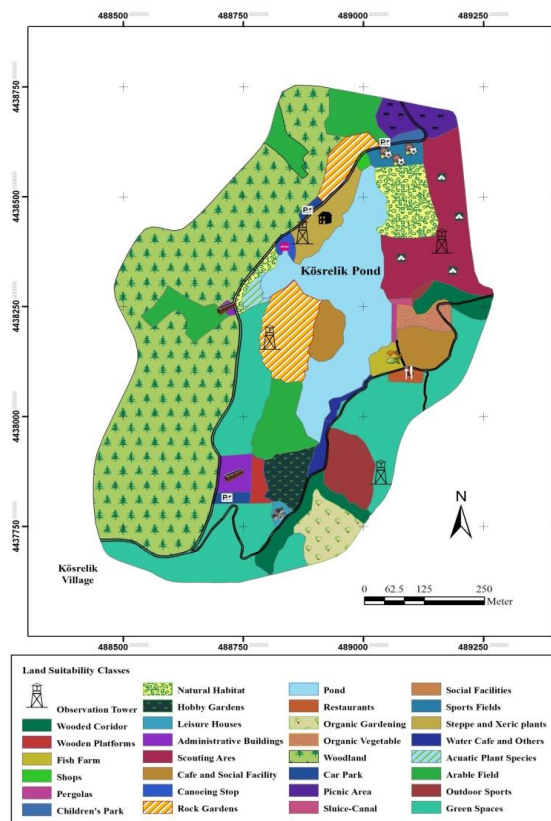 488500 488750 489000 489250
4438750
4438500
Kösrelik Pond
4438250
4438000
4437750
N
Kösrelik
Village
0 62.5 125 250
Meter
488500 488750 489000 489250
Land Suitability Classes
Observation Tower
Wooded Coridor
Wooden Platforms
Fish Farm
Shops
Pergolas
Children's Park
Natural Habitat
Hobby Gardens
Leisure Houses
Administrative Buildings
Scouting Ares
Cafe and Social Facility
Canoeing Stop
Rock Gardens
Pond
Restaurants
Organic Gardening
Organic Vegetable
Woodland
Car Park
Picnic Area
Sluice-Canal
Social Facilities
Sports Fields
Steppe and Xeric plants
Water Cafe and Others
Acuatic Plant Species
Arable Field
Outdoor Sports
Green Spaces